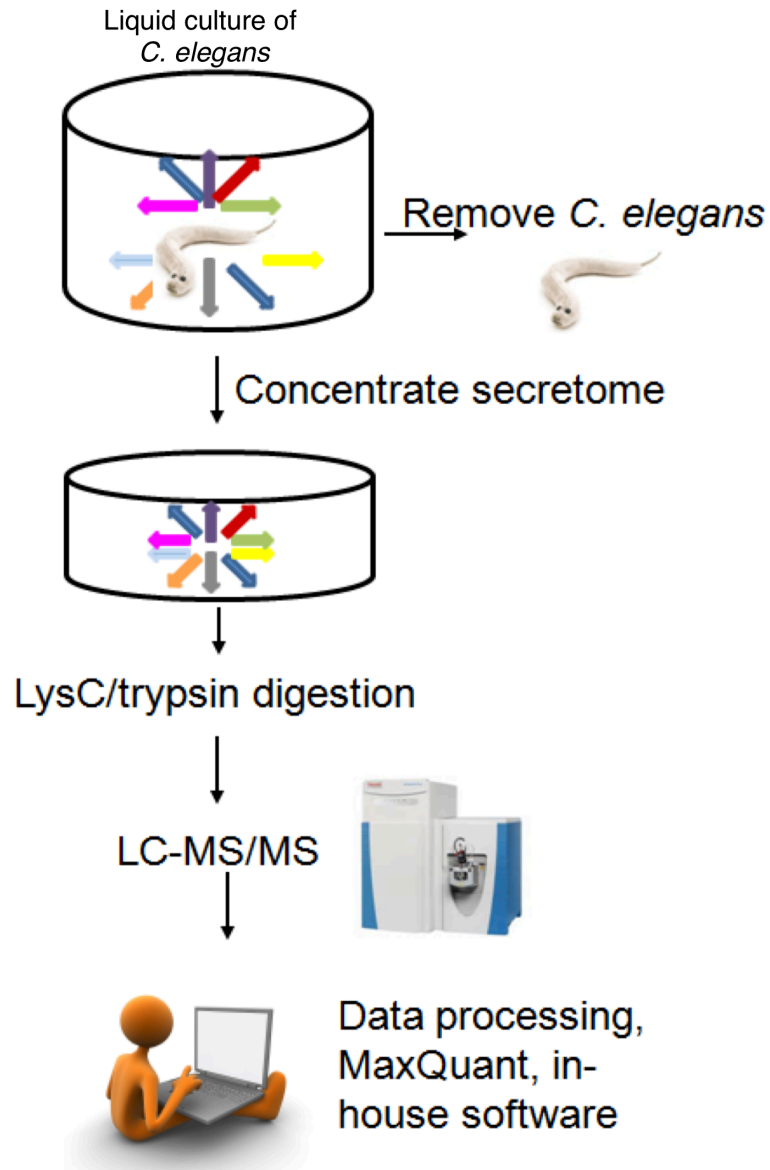 Liquid culture of
C. elegans
Remove C. elegans
Concentrate secretome
LysC/trypsin digestion
LC-MS/MS
Data processing,
MaxQuant, in-
house software